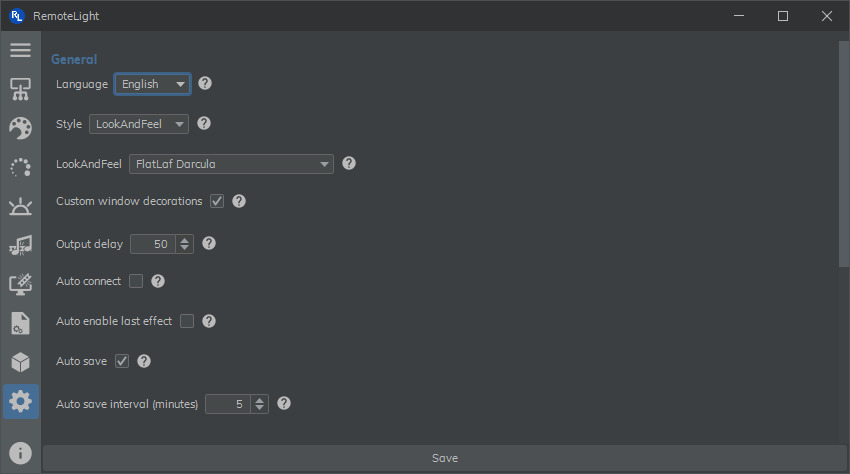 RL RemoteLight
General
Language English ?
Style LookAndFeel ?
LookAndFeel FlatLaf Darcula ?
Custom window decorations ?
Output delay 50 ?
Auto connect ?
Auto enable last effect ?
Auto save ?
Auto save interval (minutes) 5 ?
Save